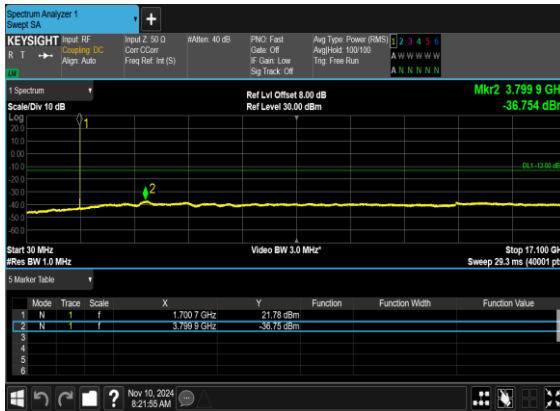 Spectrum Analyzer 1
Swept SA
+
KEYSIGHT Input: RF Input Z: 50 Ω #Atten: 40 dB PNO: Fast Avg Type: Power (RMS) 1 2 3 4 5 6
R T Coupling: DC Corr CCorr Gate: Off Avg|Hold: 100/100 A W W W W W
Align: Auto Freq Ref: Int (S) IF Gain: Low Trig: Free Run
LXI Sig Track: Off A N N N N N
1 Spectrum Ref Lvl Offset 8.00 dB Mkr2 3.799 9 GH
Scale/Div 10 dB Ref Level 30.00 dBm -36.754 dBr
Log
20.0
10.0
0.00
-10.0
-20.0
-30.0
-40.0
-50.0
-60.0
1
2
DL1 -13.00 dB
Start 30 MHz Video BW 3.0 MHz* Stop 17.100 GH
#Res BW 1.0 MHz Sweep 29.3 ms (40001 pt
5 Marker Table
Mode Trace Scale X Y Function Function Width Function Value
1 N 1 f 1.700 7 GHz 21.78 dBm
2 N 1 f 3.799 9 GHz -36.75 dBm
3
4
5
6
? Nov 10, 2024
8:21:55 AM